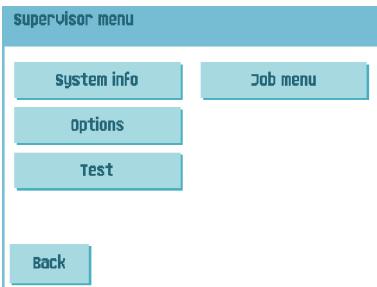 Supervisor menu
System info
Job menu
Options
Test
Back